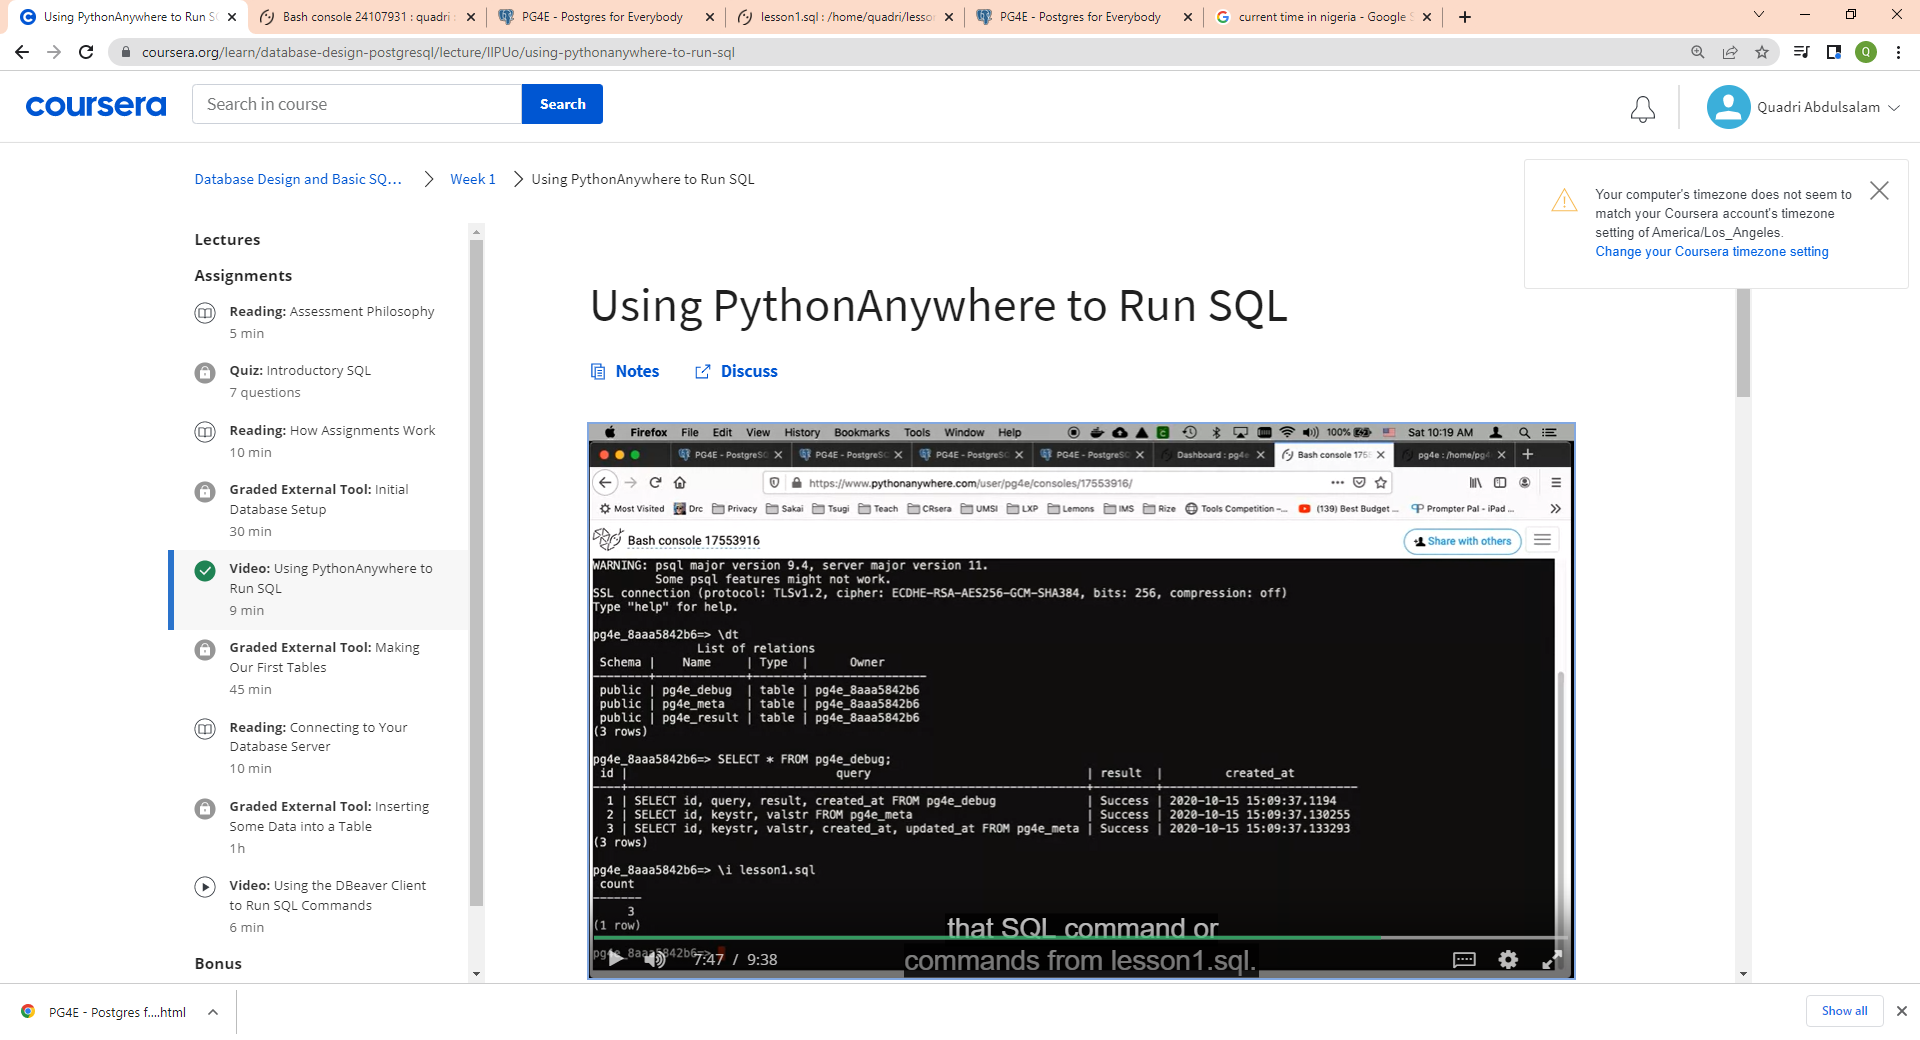 Using PythonAnywhere to Run S
Bash console 24107931 : quadri :
PG4E - Postgres for Everybody
lesson1.sql : /home/quadri/lesso
PG4E - Postgres for Everybody
current time in nigeria - Google S
coursera.org/learn/database-design-postgresql/lecture/IIPUo/using-pythonanywhere-to-run-sql
Q
coursera
Search in course
Search
Quadri Abdulsalam
Database Design and Basic SQ...
Week 1
Using PythonAnywhere to Run SQL
Your computer's timezone does not seem to
match your Coursera account's timezone
setting of America/Los_Angeles.
Change your Coursera timezone setting
Lectures
Assignments
Reading: Assessment Philosophy
5 min
Quiz: Introductory SQL
7 questions
Reading: How Assignments Work
10 min
Graded External Tool: Initial
Database Setup
30 min
Video: Using PythonAnywhere to
Run SQL
9 min
Graded External Tool: Making
Our First Tables
45 min
Reading: Connecting to Your
Database Server
10 min
Graded External Tool: Inserting
Some Data into a Table
1h
Video: Using the DBeaver Client
to Run SQL Commands
6 min
Bonus
Using PythonAnywhere to Run SQL
Notes
Discuss
Firefox File Edit View History Bookmarks Tools Window Help 100% Sat 10:19 AM
PG4E - PostgreSQ
PG4E - PostgreSQ
PG4E - PostgreSQ
PG4E - PostgreSQ
Dashboard : pg4e
Bash console 1755
pg4e : /home/pg4
https://www.pythonanywhere.com/user/pg4e/consoles/17553916/
Most Visited Drc Privacy Sakai Tsugi Teach CRsera UMSI LXP Lemons IMS Rize Tools Competition -... (139) Best Budget ... Prompter Pal - iPad ...
Bash console 17553916
Share with others
WARNING: psql major version 9.4, server major version 11.
Some psql features might not work.
SSL connection (protocol: TLSv1.2, cipher: ECDHE-RSA-AES256-GCM-SHA384, bits: 256, compression: off)
Type "help" for help.
pg4e_8aaa5842b6=> \dt
List of relations
Schema | Name | Type | Owner
--------+-------------+-------+-----------------
public | pg4e_debug | table | pg4e_8aaa5842b6
public | pg4e_meta | table | pg4e_8aaa5842b6
public | pg4e_result | table | pg4e_8aaa5842b6
(3 rows)
pg4e_8aaa5842b6=> SELECT * FROM pg4e_debug;
id | query | result | created_at
1 | SELECT id, query, result, created_at FROM pg4e_debug | Success | 2020-10-15 15:09:37.1194
2 | SELECT id, keystr, valstr FROM pg4e_meta | Success | 2020-10-15 15:09:37.130255
3 | SELECT id, keystr, valstr, created_at, updated_at FROM pg4e_meta | Success | 2020-10-15 15:09:37.133293
(3 rows)
pg4e_8aaa5842b6=> \i lesson1.sql
count
-------
3
(1 row)
pg4e_8aaa5842b6=>
that SQL command or
commands from lesson1.sql.
7:47 / 9:38
PG4E - Postgres f....html
Show all